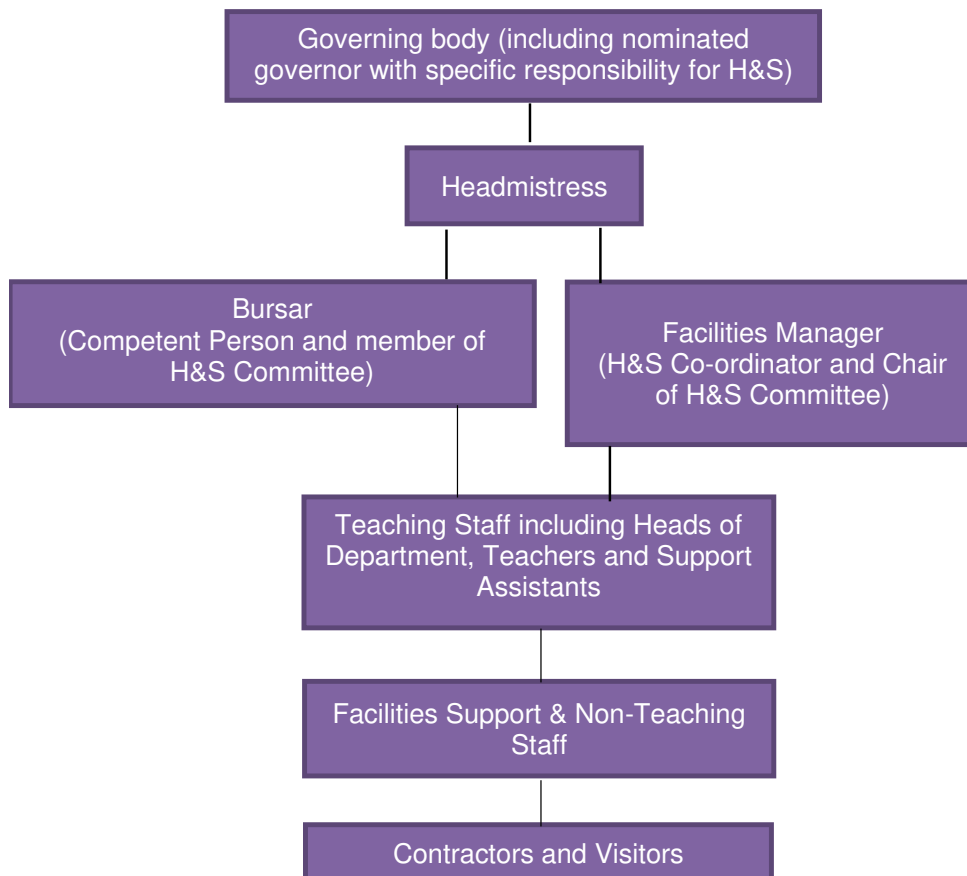 Governing body (including nominated
governor with specific responsibility for H&S)
Headmistress
Bursar
(Competent Person and member of
H&S Committee)
Facilities Manager
(H&S Co-ordinator and Chair
of H&S Committee)
Teaching Staff including Heads of
Department, Teachers and Support
Assistants
Facilities Support & Non-Teaching
Staff
Contractors and Visitors